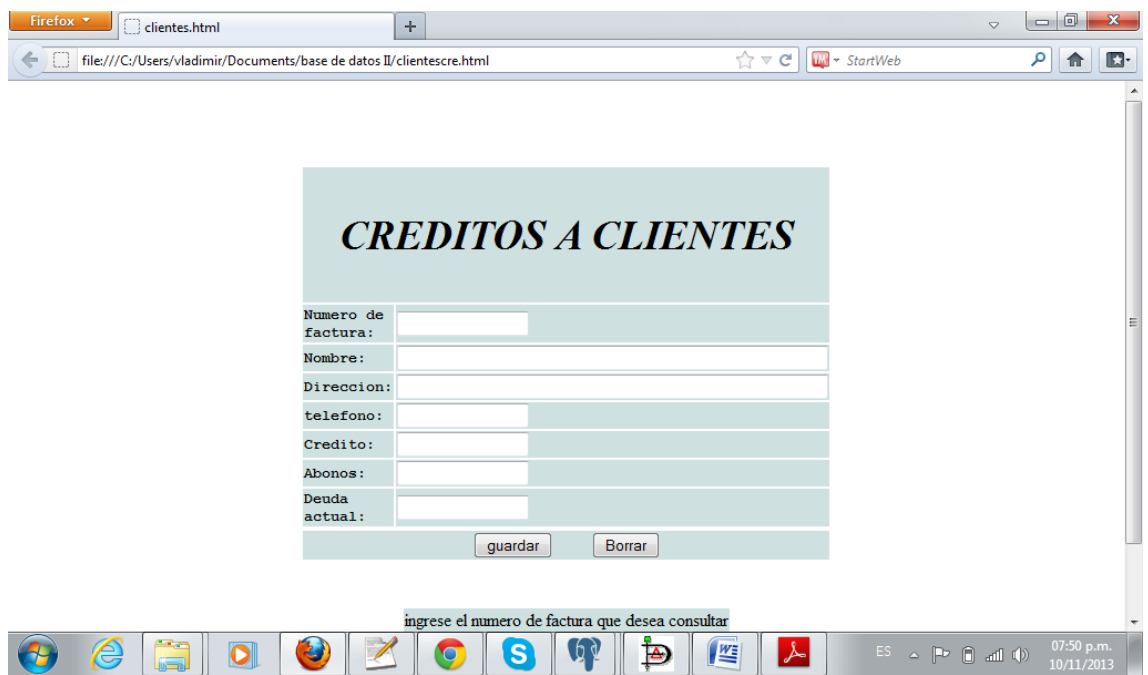 Firefox
clientes.html
file:///C:/Users/vladimir/Documents/base de datos II/clientescre.html
StartWeb
CREDITOS A CLIENTES
Numero de
factura:
Nombre:
Direccion:
telefono:
Credito:
Abonos:
Deuda
actual:
guardar Borrar
ingrese el numero de factura que desea consultar
ES
07:50 p.m.
10/11/2013